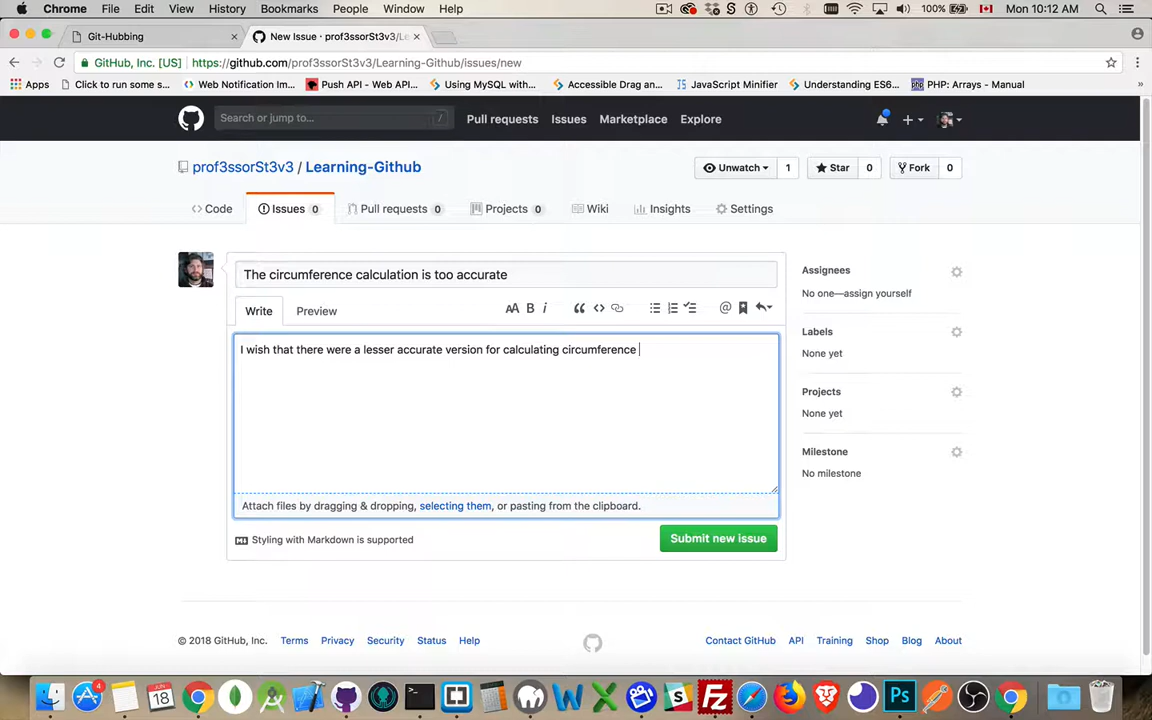 Chrome File Edit View History Bookmarks People Window Help 100% Mon 10:12 AM
Git-Hubbing × New Issue · prof3ssorSt3v3/L ×
GitHub, Inc. [US] https://github.com/prof3ssorSt3v3/Learning-Github/issues/new
Apps Click to run some s... Web Notification Im... Push API - Web API... Using MySQL with... Accessible Drag an... JavaScript Minifier Understanding ES6... PHP: Arrays - Manual »
Search or jump to... / Pull requests Issues Marketplace Explore
prof3ssorSt3v3 / Learning-Github Unwatch 1 Star 0 Fork 0
Code Issues 0 Pull requests 0 Projects 0 Wiki Insights Settings
The circumference calculation is too accurate
Write Preview AA B i
I wish that there were a lesser accurate version for calculating circumference
Attach files by dragging & dropping, selecting them, or pasting from the clipboard.
Styling with Markdown is supported Submit new issue
Assignees
No one—assign yourself
Labels
None yet
Projects
None yet
Milestone
No milestone
© 2018 GitHub, Inc. Terms Privacy Security Status Help Contact GitHub API Training Shop Blog About
4 JUN 18